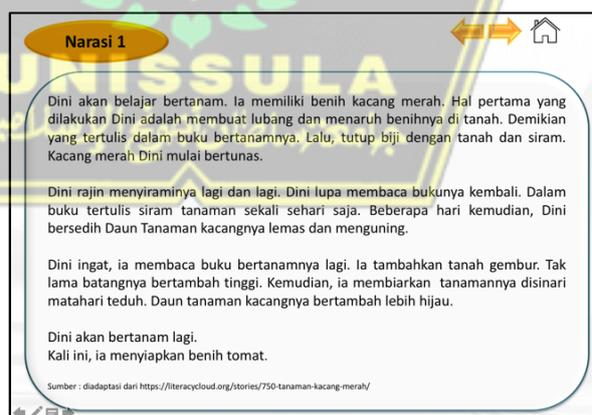 Narasi 1
UNISSULA
Dini akan belajar bertanam. Ia memiliki benih kacang merah. Hal pertama yang
dilakukan Dini adalah membuat lubang dan menaruh benihnya di tanah. Demikian
yang tertulis dalam buku bertanamnya. Lalu, tutup biji dengan tanah dan siram.
Kacang merah Dini mulai bertunas.
Dini rajin menyiraminya lagi dan lagi. Dini lupa membaca bukunya kembali. Dalam
buku tertulis siram tanaman sekali sehari saja. Beberapa hari kemudian, Dini
bersedih Daun Tanaman kacangnya lemas dan menguning.
Dini ingat, ia membaca buku bertanamnya lagi. Ia tambahkan tanah gembur. Tak
lama batangnya bertambah tinggi. Kemudian, ia membiarkan tanamannya disinari
matahari teduh. Daun tanaman kacangnya bertambah lebih hijau.
Dini akan bertanam lagi.
Kali ini, ia menyiapkan benih tomat.
Sumber : diadaptasi dari https://literacycloud.org/stories/750-tanaman-kacang-merah/